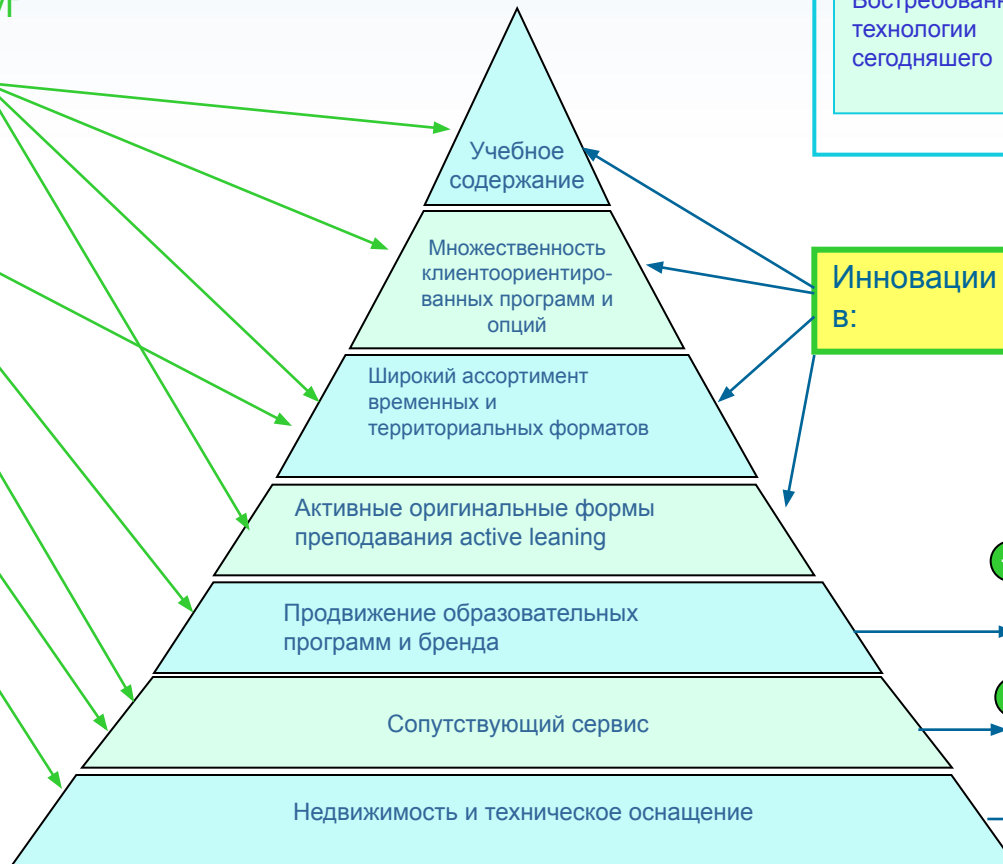 технологии
сегодняшего
Учебное
содержание
Множественность
клиентоориентиро-
ванных программ и
опций
Инновации
в:
Широкий ассортимент
временных и
территориальных форматов
Активные оригинальные формы
преподавания active leaning
Продвижение образовательных
программ и бренда
Сопутствующий сервис
Недвижимость и техническое оснащение